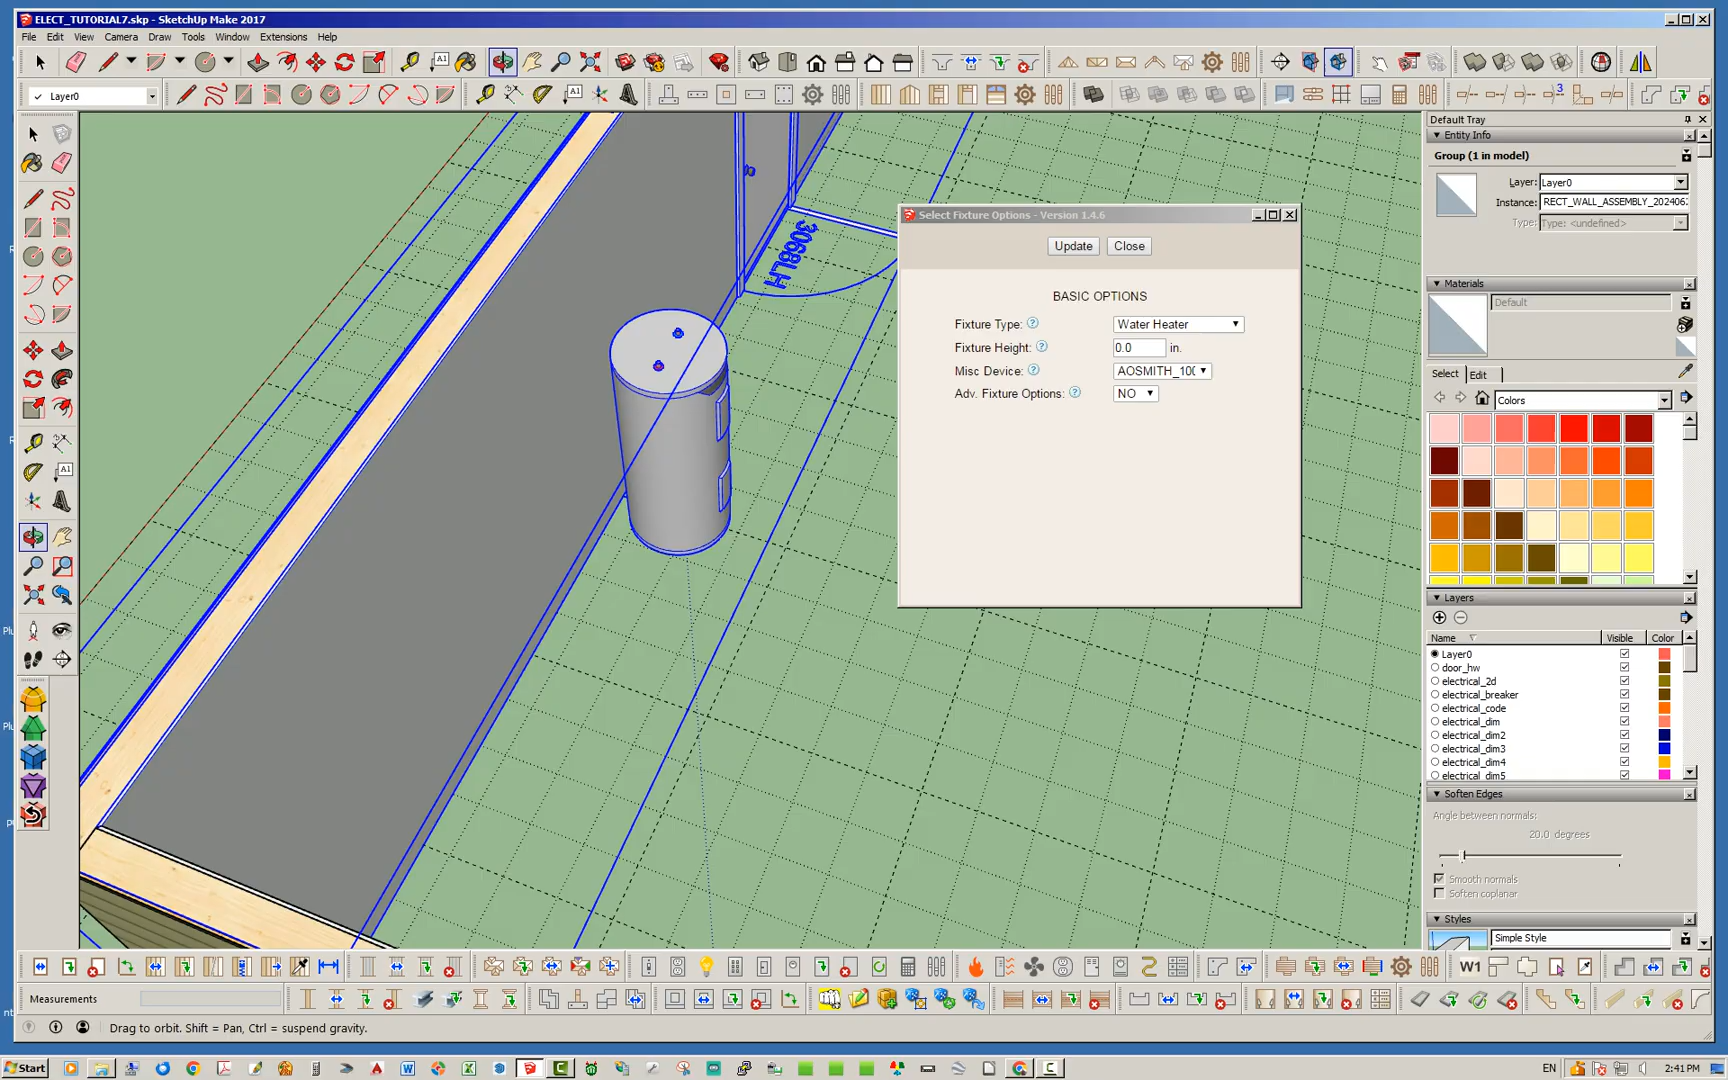 ELECT_TUTORIAL7.skp - SketchUp Make 2017
File Edit View Camera Draw Tools Window Extensions Help
Layer0
Default Tray
Entity Info
Group (1 in model)
Layer: Layer0
Instance: RECT_WALL_ASSEMBLY_202406
Type: Type: <undefined>
Materials
Default
Select Edit
Colors
Layers
Name Visible Color
Layer0
door_hw
electrical_2d
electrical_breaker
electrical_code
electrical_dim
electrical_dim2
electrical_dim3
electrical_dim4
electrical_dim5
Soften Edges
Angle between normals:
20.0 degrees
Smooth normals
Soften coplanar
Styles
Simple Style
3068LH
Select Fixture Options - Version 1.4.6
Update Close
BASIC OPTIONS
Fixture Type: Water Heater
Fixture Height: 0.0 in.
Misc Device: AOSMITH_100
Adv. Fixture Options: NO
W1
Measurements
Drag to orbit. Shift = Pan, Ctrl = suspend gravity.
Start
EN
2:41 PM